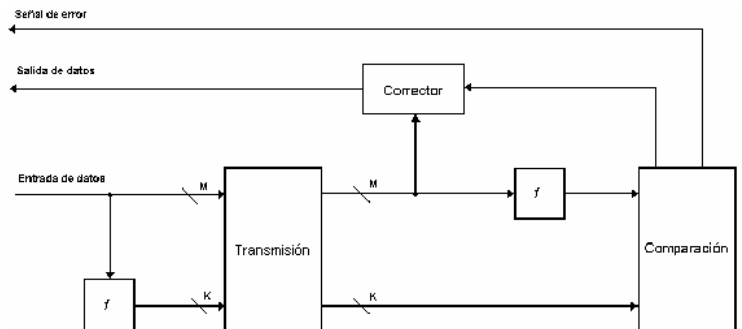 Señal de error
Salida de datos
Corrector
Entrada de datos
M
M
f
Transmisión
Comparación
f
K
K